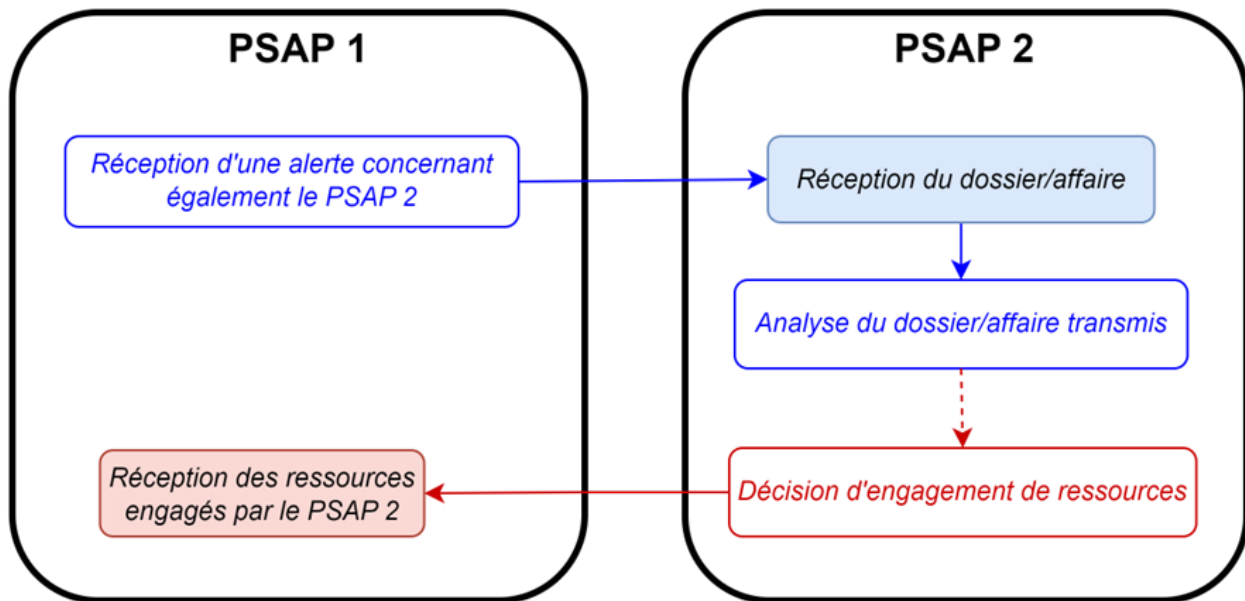 PSAP 1
Réception d'une alerte concernant
également le PSAP 2
Réception des ressources
engagés par le PSAP 2
PSAP 2
Réception du dossier/affaire
Analyse du dossier/affaire transmis
Décision d'engagement de ressources